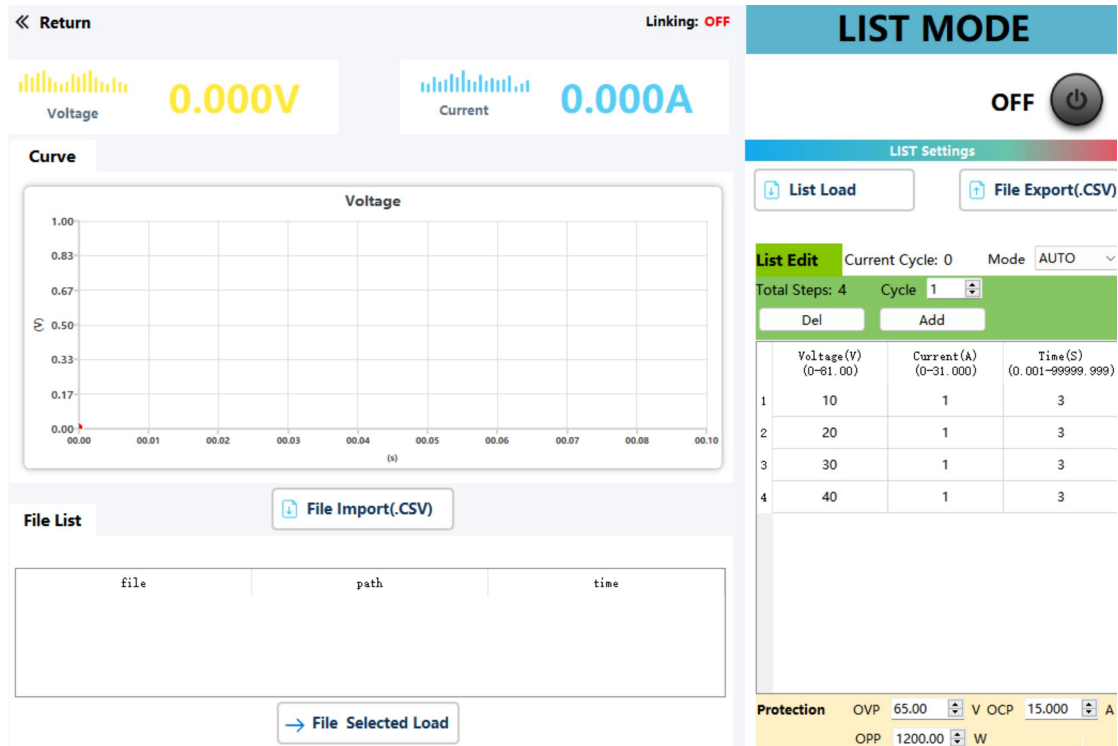 Return
Linking: OFF
Voltage 0.000V
Current 0.000A
Curve
Voltage
1.00
0.83
0.67
0.50
0.33
0.17
0.00
(V)
00.00 00.01 00.02 00.03 00.04 00.05 00.06 00.07 00.08 00.10
(s)
File Import(.CSV)
File List
file path time
File Selected Load
LIST MODE
OFF
LIST Settings
List Load File Export(.CSV)
List Edit Current Cycle: 0 Mode AUTO
Total Steps: 4 Cycle 1
Del Add
Voltage(V) Current(A) Time(S)
(0-81.00) (0-31.000) (0.001-99999.999)
1 10 1 3
2 20 1 3
3 30 1 3
4 40 1 3
Protection OVP 65.00 V OCP 15.000 A
OPP 1200.00 W